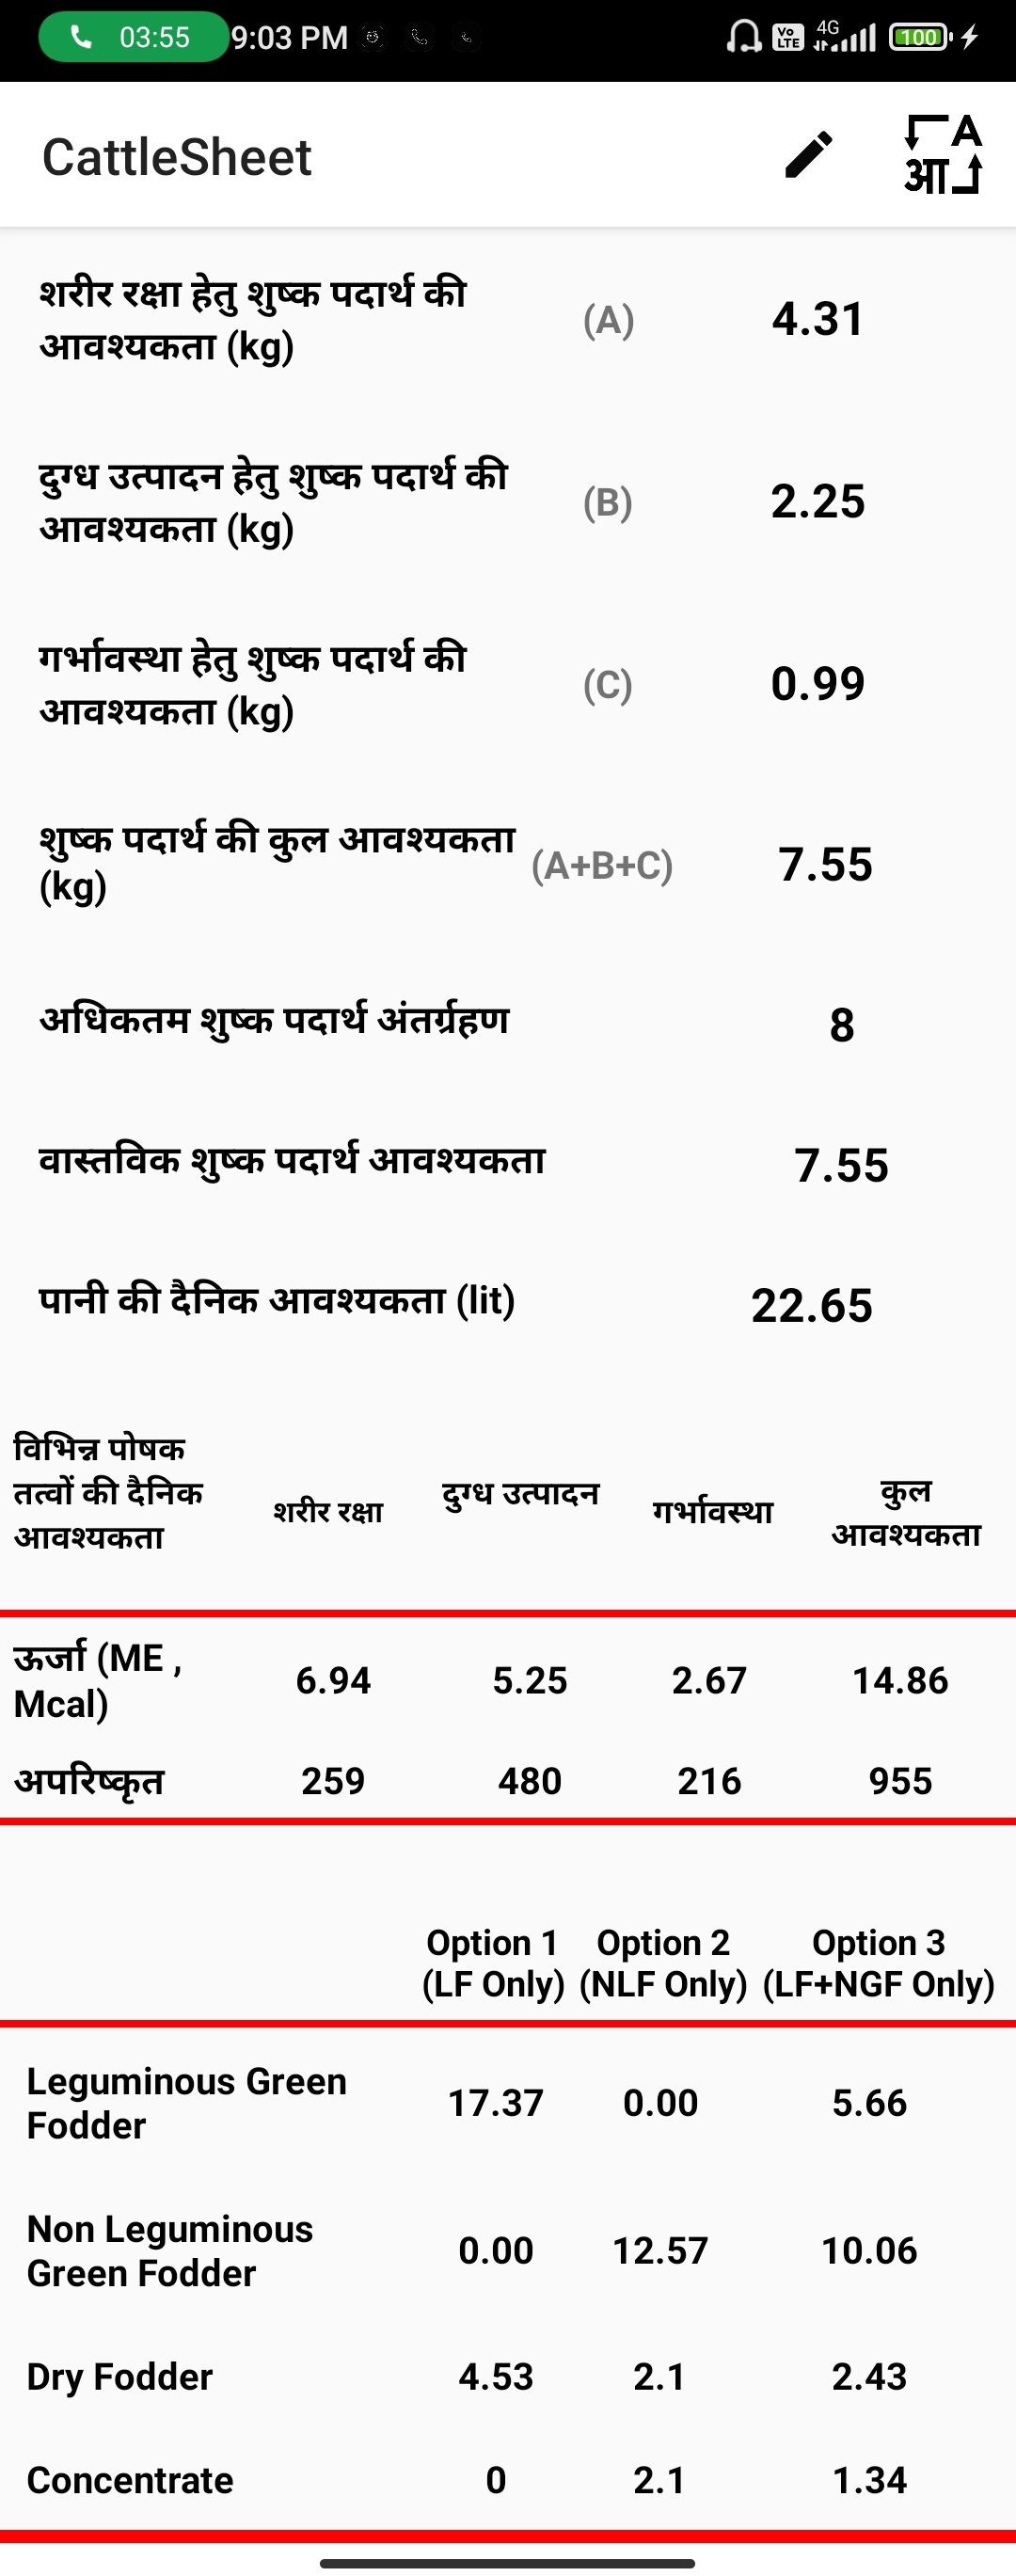 03:55 9:03 PM 4G Vo LTE 100
CattleSheet
A
आ
शरीर रक्षा हेतु शुष्क पदार्थ की
आवश्यकता (kg) (A) 4.31
दुग्ध उत्पादन हेतु शुष्क पदार्थ की
आवश्यकता (kg) (B) 2.25
गर्भावस्था हेतु शुष्क पदार्थ की
आवश्यकता (kg) (C) 0.99
शुष्क पदार्थ की कुल आवश्यकता
(kg) (A+B+C) 7.55
अधिकतम शुष्क पदार्थ अंतर्ग्रहण 8
वास्तविक शुष्क पदार्थ आवश्यकता 7.55
पानी की दैनिक आवश्यकता (lit) 22.65
विभिन्न पोषक
तत्वों की दैनिक
आवश्यकता
शरीर रक्षा
दुग्ध उत्पादन
गर्भावस्था
कुल
आवश्यकता
ऊर्जा (ME ,
Mcal) 6.94 5.25 2.67 14.86
अपरिष्कृत 259 480 216 955
Option 1 Option 2 Option 3
(LF Only) (NLF Only) (LF+NGF Only)
Leguminous Green
Fodder 17.37 0.00 5.66
Non Leguminous
Green Fodder 0.00 12.57 10.06
Dry Fodder 4.53 2.1 2.43
Concentrate 0 2.1 1.34